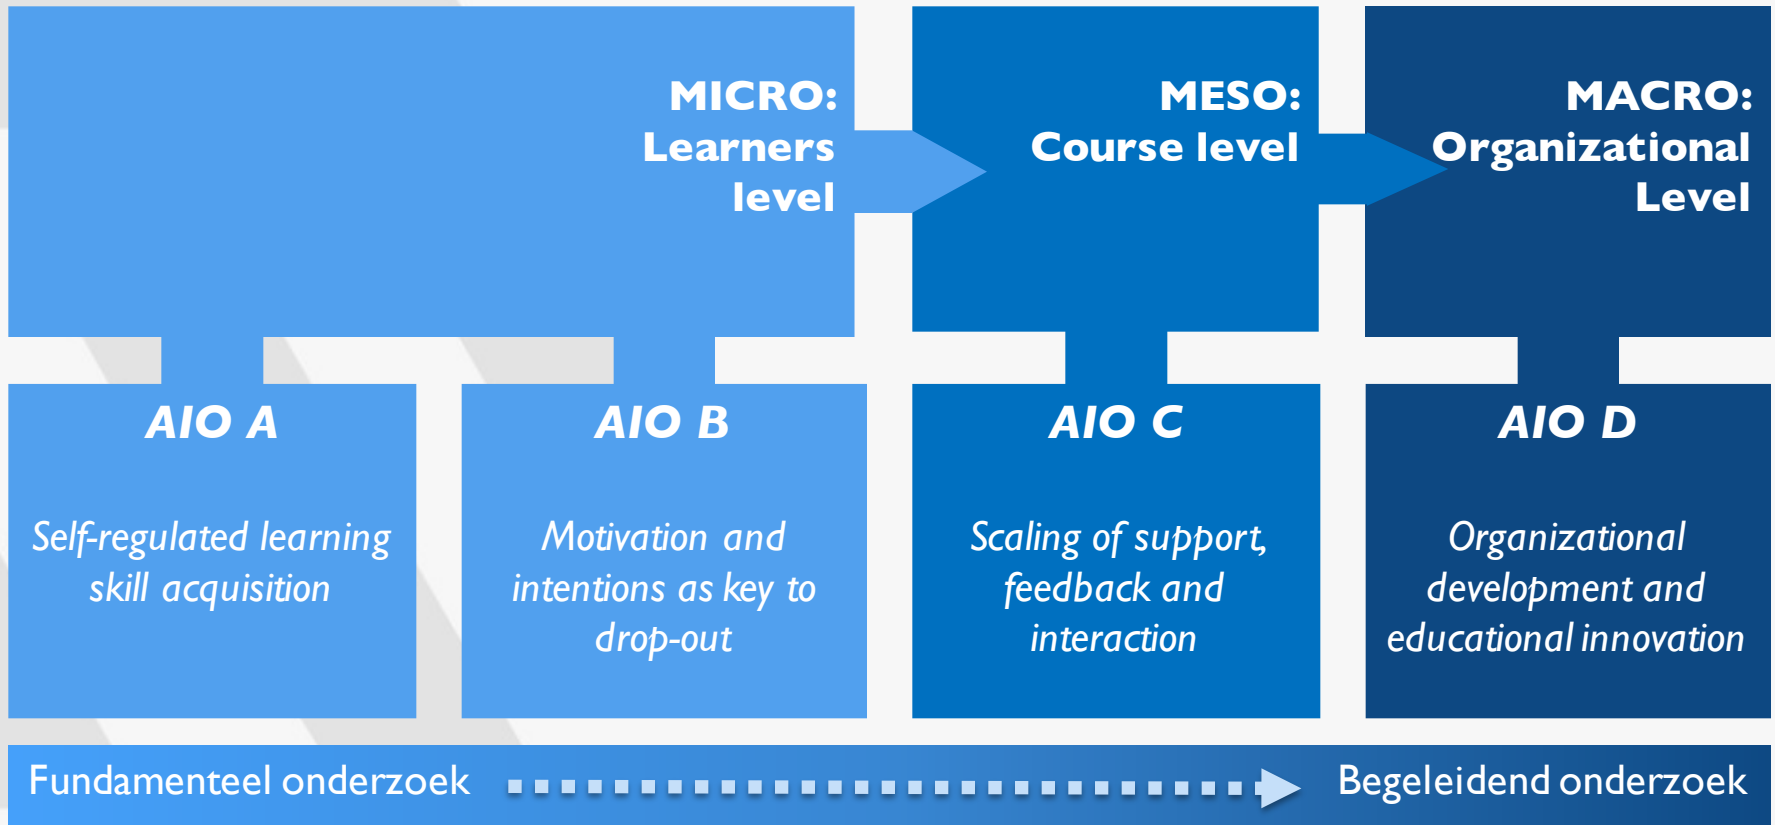 MICRO:
Learners
level
MESO:
Course level
MACRO:
Organizational
Level
AIO A
Self-regulated learning
skill acquisition
AIO B
Motivation and
intentions as key to
drop-out
AIO C
Scaling of support,
feedback and
interaction
AIO D
Organizational
development and
educational innovation
Fundamenteel onderzoek
Begeleidend onderzoek